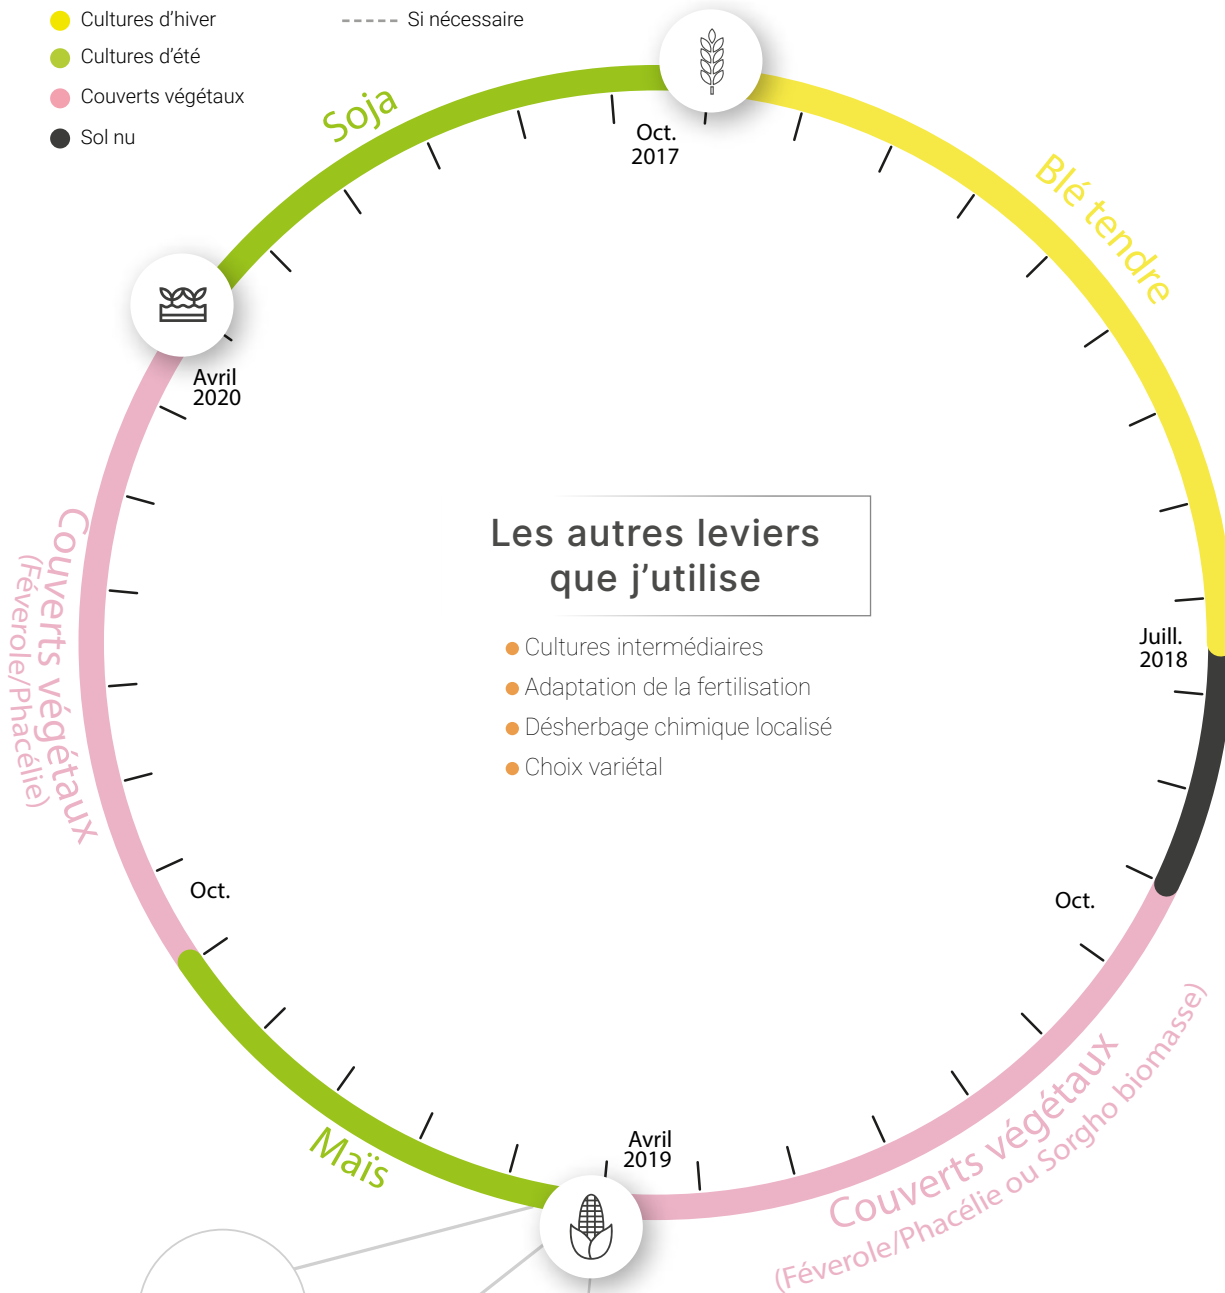 Cultures d'hiver
Si nécessaire
Cultures d'été
Couverts végétaux
Sol nu
Soja
Oct.
2017
Blé tendre
Avril
2020
Les autres leviers
que j'utilise
Cultures intermédiaires
Adaptation de la fertilisation
Désherbage chimique localisé
Choix variétal
Juill.
2018
Couverts végétaux
(Féverole/Phacélie)
Oct.
Oct.
Maïs
Avril
2019
Couverts végétaux
(Féverole/Phacélie ou Sorgho biomasse)